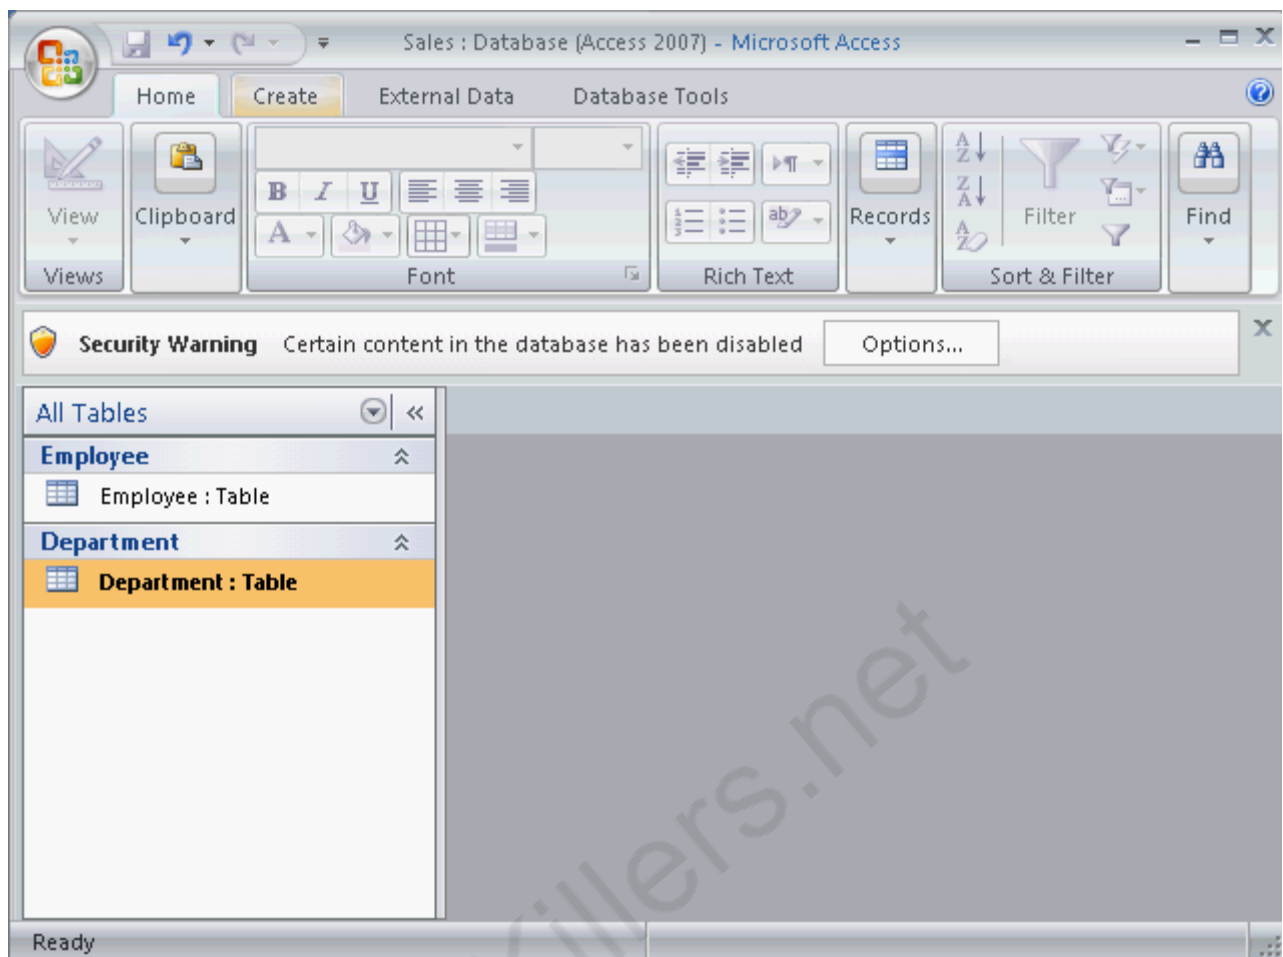 Sales : Database (Access 2007) - Microsoft Access
Home Create External Data Database Tools
View Clipboard B I U A Records Filter Find
Views Font Rich Text Sort & Filter
Security Warning Certain content in the database has been disabled Options...
All Tables
Employee
Employee : Table
Department
Department : Table
Ready
killers.net